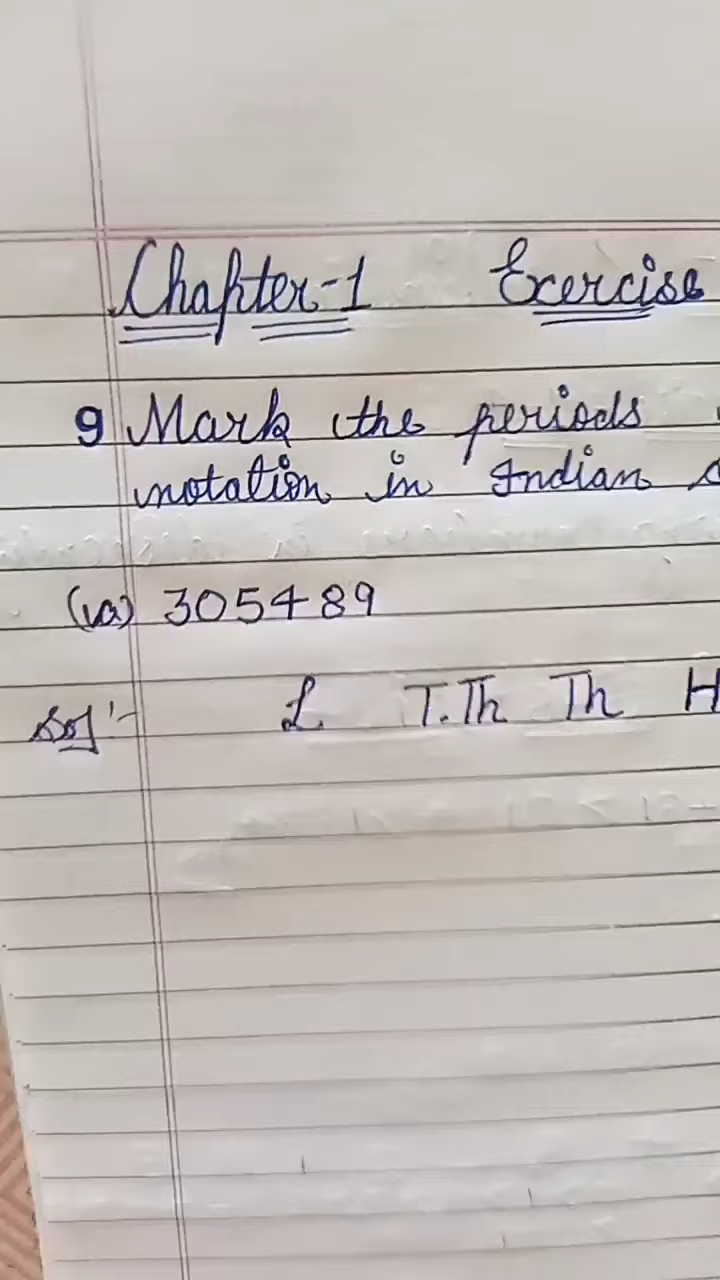 Chapter-1 Exercise
9 Mark the periods
notation in Indian
(a) 305489
Sol:-
L T.Th Th H